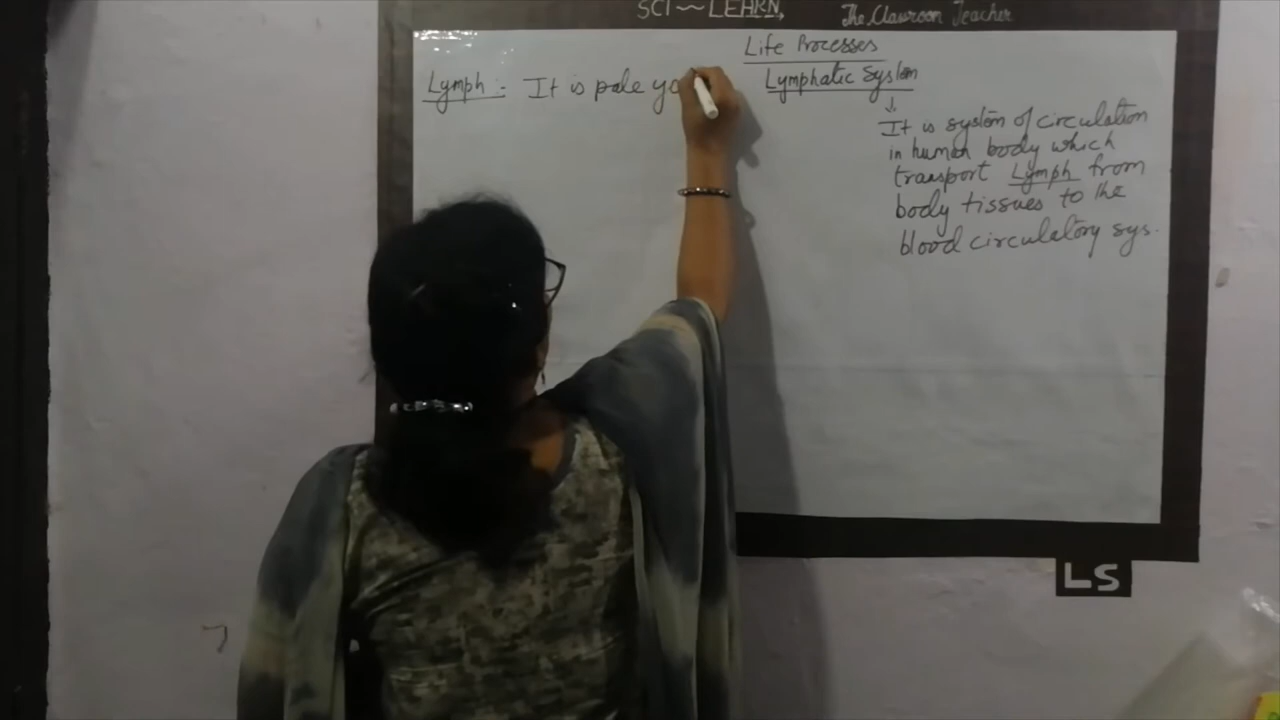 SCI~LEARN, The Classroom Teacher
Life Processes
Lymphatic System
Lymph :- It is pale
↓
It is system of circulation
in human body which
transport Lymph from
body tissues to the
blood circulatory sys.
LS